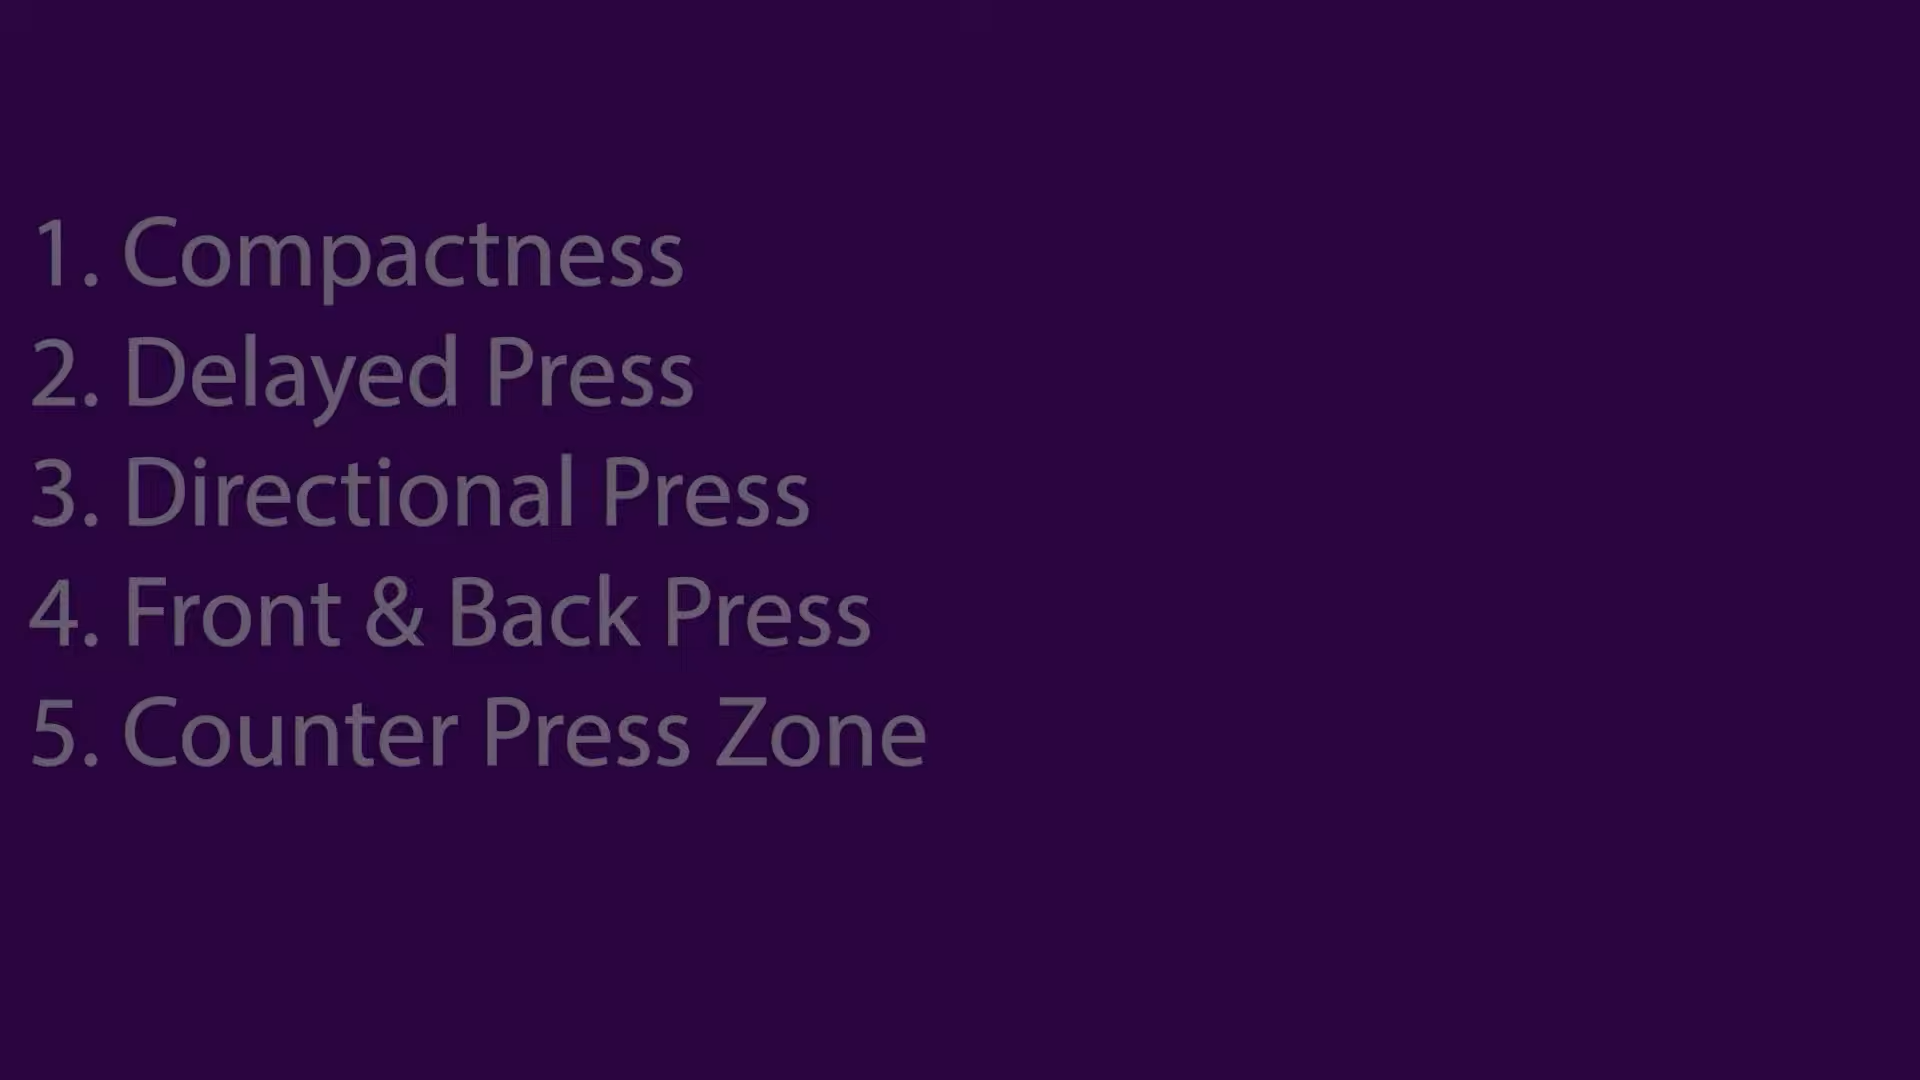 1. Compactness
2. Delayed Press
3. Directional Press
4. Front & Back Press
5. Counter Press Zone